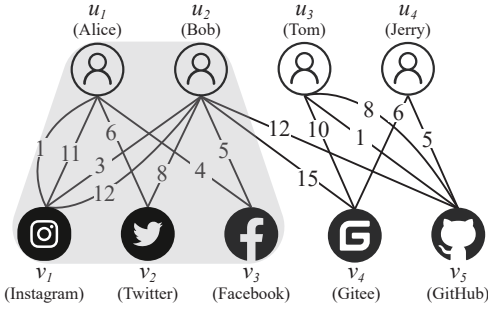 u1 u2 u3 u4
(Alice) (Bob) (Tom) (Jerry)
8
12 6
1 11 6 5 10 1 5
3 4
12 8 15
v1 v2 v3 v4 v5
(Instagram) (Twitter) (Facebook) (Gitee) (GitHub)